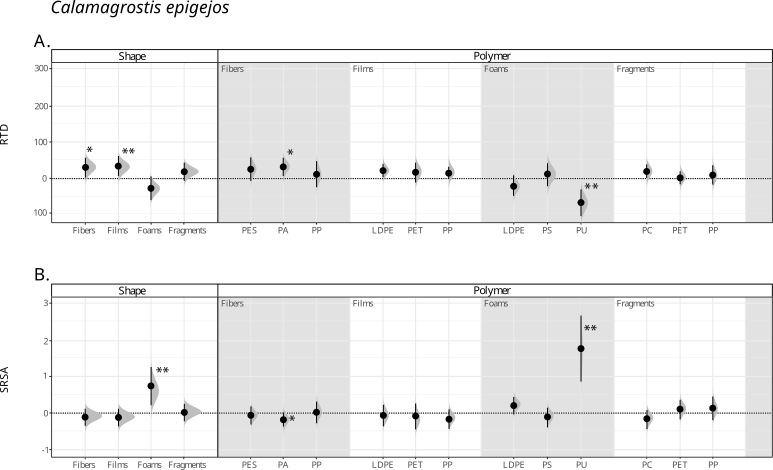 Calamagrostis epigejos
A.
Shape Polymer
Fibers Films Foams Fragments
300
200
100
0
100
RTD
* ** * **
Fibers Films Foams Fragments PES PA PP LDPE PET PP LDPE PS PU PC PET PP
B.
Shape Polymer
Fibers Films Foams Fragments
3
2
1
0
-1
SRSA
** * **
Fibers Films Foams Fragments PES PA PP LDPE PET PP LDPE PS PU PC PET PP